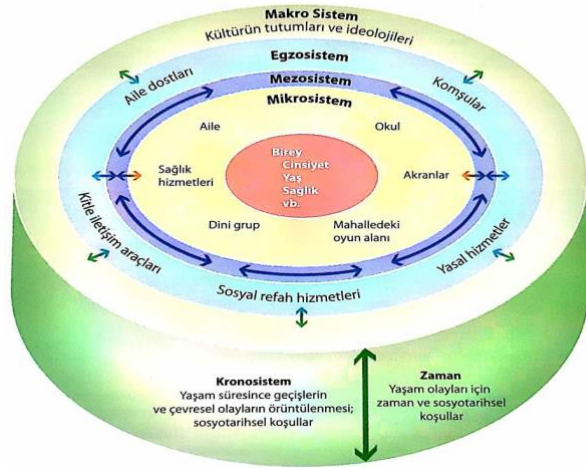 Makro Sistem
Kültürün tutumları ve ideolojileri
Egzosistem
Aile dostları
Mezosistem
Komşular
Mikrosistem
Aile
Okul
Birey
Cinsiyet
Yaş
Sağlık
vb.
Sağlık
hizmetleri
Akranlar
Dini grup
Mahalledeki
oyun alanı
Kitle iletişim araçları
Yasal hizmetler
Sosyal refah hizmetleri
Kronosistem
Yaşam süresince geçişlerin
ve çevresel olayların örüntülenmesi;
sosyotarihsel koşullar
Zaman
Yaşam olayları için
zaman ve sosyotarihsel
koşullar